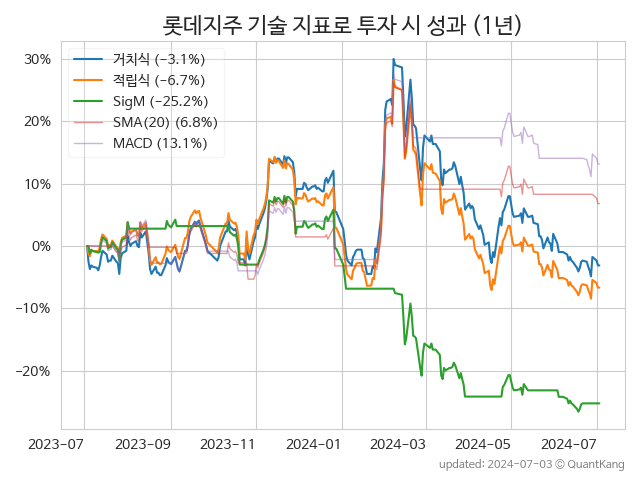 롯데지주 기술 지표로 투자 시 성과 (1년)
30%
20%
10%
0%
−10%
−20%
거치식 (−3.1%)
적립식 (−6.7%)
SigM (−25.2%)
SMA(20) (6.8%)
MACD (13.1%)
2023-07 2023-09 2023-11 2024-01 2024-03 2024-05 2024-07
updated: 2024-07-03 © QuantKang